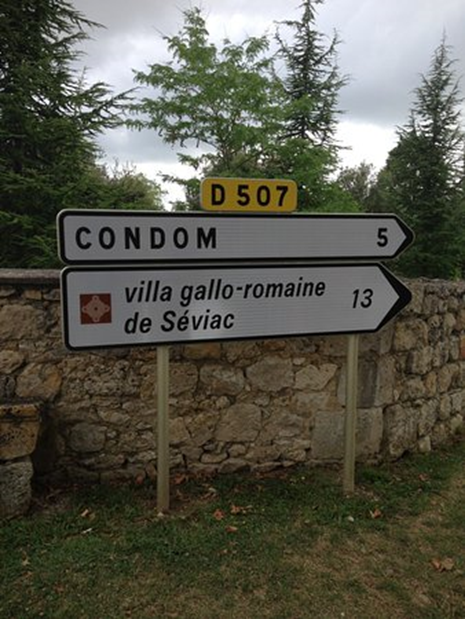 D 507
CONDOM 5
villa gallo-romaine 13
de Séviac